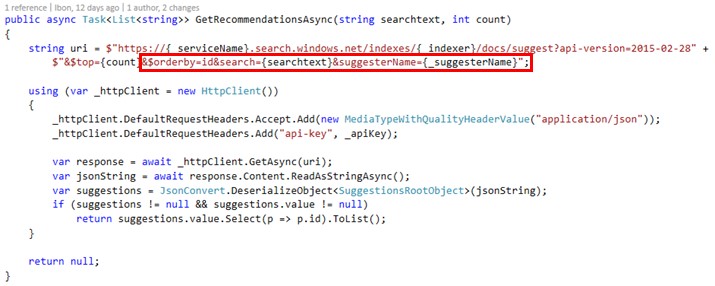 1 reference | Ibon, 12 days ago | 1 author, 2 changes
public async Task<List<string>> GetRecommendationsAsync(string searchtext, int count)
{
    string uri = $"https://{_serviceName}.search.windows.net/indexes/{_indexer}/docs/suggest?api-version=2015-02-28" +
        $"&$top={count}&$orderby=id&search={searchtext}&suggesterName={_suggesterName}";
    using (var _httpClient = new HttpClient())
    {
        _httpClient.DefaultRequestHeaders.Accept.Add(new MediaTypeWithQualityHeaderValue("application/json"));
        _httpClient.DefaultRequestHeaders.Add("api-key", _apiKey);
        var response = await _httpClient.GetAsync(uri);
        var jsonString = await response.Content.ReadAsStringAsync();
        var suggestions = JsonConvert.DeserializeObject<SuggestionsRootObject>(jsonString);
        if (suggestions != null && suggestions.value != null)
            return suggestions.value.Select(p => p.id).ToList();
    }
    return null;
}